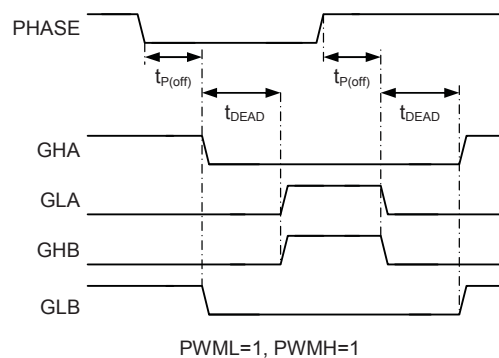 PHASE
tP(off) tP(off)
tDEAD tDEAD
GHA
GLA
GHB
GLB
PWML=1, PWMH=1